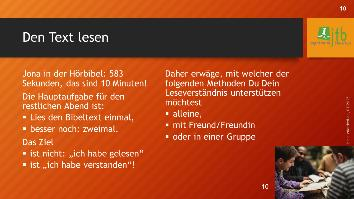 10
Den Text lesen
jtb
Jona in der Hörbibel: 583
Sekunden, das sind 10 Minuten!
Die Hauptaufgabe für den
restlichen Abend ist:
Lies den Bibeltext einmal,
besser noch: zweimal.
Das Ziel
ist nicht: „ich habe gelesen“
ist „ich habe verstanden“!
Daher erwäge, mit welcher der
folgenden Methoden Du Dein
Leseverständnis unterstützen
möchtest
alleine,
mit Freund/Freundin
oder in einer Gruppe
10